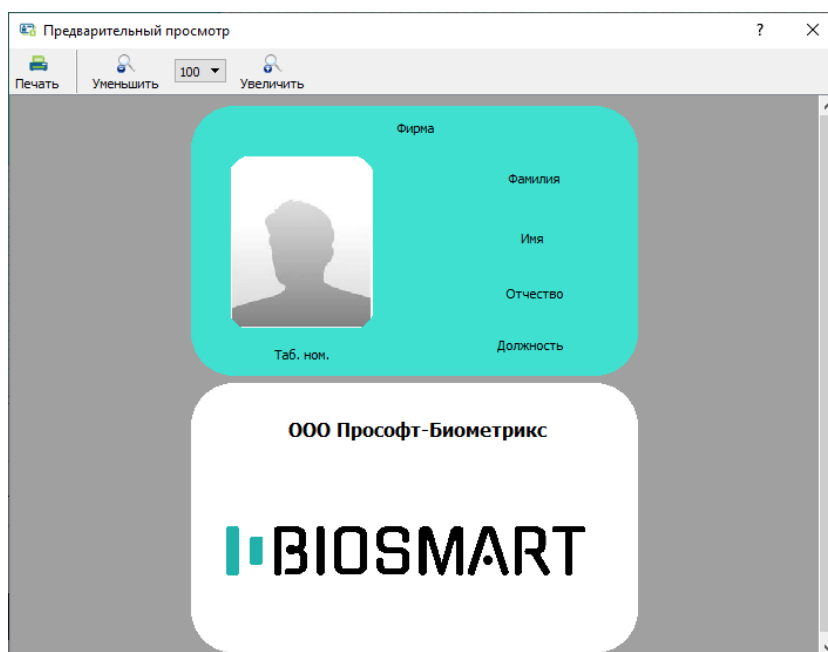 Предварительный просмотр
?
Печать
Уменьшить
100
Увеличить
Фирма
Фамилия
Имя
Отчество
Должность
Таб. ном.
ООО Прософт-Биометрикс
BIOSMART